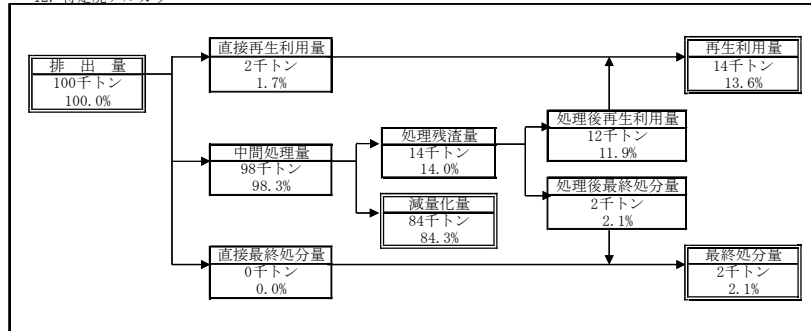 排 出 量
100千トン
100.0%
直接再生利用量
2千トン
1.7%
再生利用量
14千トン
13.6%
中間処理量
98千トン
98.3%
処理残渣量
14千トン
14.0%
処理後再生利用量
12千トン
11.9%
減量化量
84千トン
84.3%
処理後最終処分量
2千トン
2.1%
直接最終処分量
0千トン
0.0%
最終処分量
2千トン
2.1%